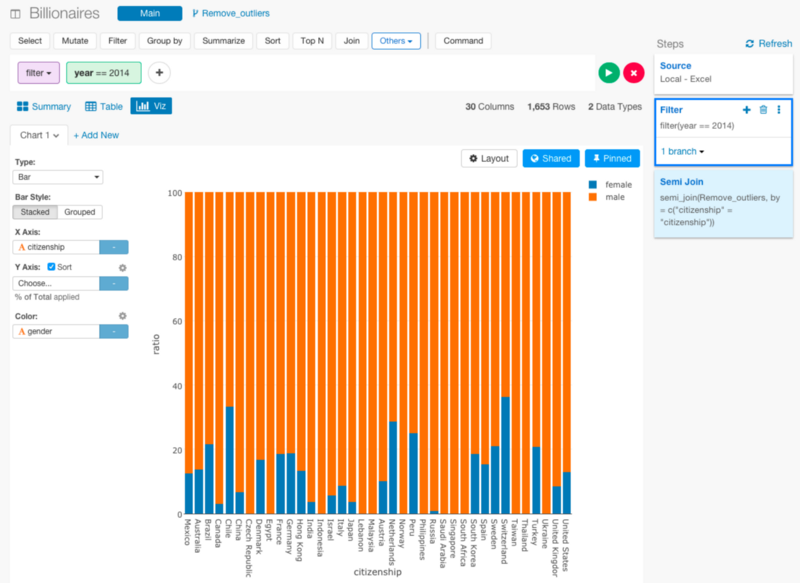 Billionaires
Main
Remove_outliers
Select Mutate Filter Group by Summarize Sort Top N Join Others Command
filter year == 2014 +
Summary Table Viz
30 Columns 1,653 Rows 2 Data Types
Chart 1 + Add New
Layout Shared Pinned
Type:
Bar
Bar Style:
Stacked Grouped
X Axis:
A citizenship -
Y Axis: Sort
Choose... -
% of Total applied
Color:
A gender -
female
male
ratio
100
80
60
40
20
0
Mexico
Australia
Brazil
Canada
Chile
China
Czech Republic
Denmark
Egypt
France
Germany
Hong Kong
India
Indonesia
Israel
Italy
Japan
Lebanon
Malaysia
Austria
Netherlands
Norway
Peru
Philippines
Russia
Saudi Arabia
Singapore
South Africa
South Korea
Spain
Sweden
Switzerland
Taiwan
Thailand
Turkey
Ukraine
United Kingdor
United States
citizenship
Steps
Refresh
Source
Local - Excel
Filter
filter(year == 2014)
1 branch
Semi Join
semi_join(Remove_outliers, by
= c("citizenship" =
"citizenship"))